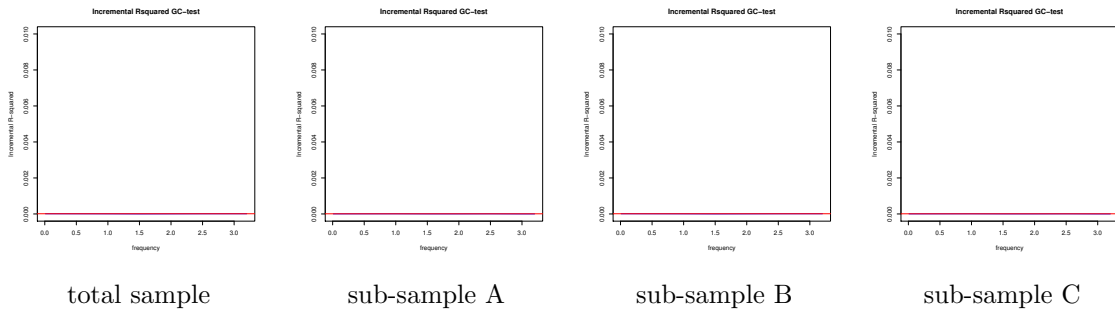 Incremental Rsquared GC−test
Incremental R−squared
0.010
0.008
0.006
0.004
0.002
0.000
0.0 0.5 1.0 1.5 2.0 2.5 3.0
frequency
total sample
Incremental Rsquared GC−test
Incremental R−squared
0.010
0.008
0.006
0.004
0.002
0.000
0.0 0.5 1.0 1.5 2.0 2.5 3.0
frequency
sub-sample A
Incremental Rsquared GC−test
Incremental R−squared
0.010
0.008
0.006
0.004
0.002
0.000
0.0 0.5 1.0 1.5 2.0 2.5 3.0
frequency
sub-sample B
Incremental Rsquared GC−test
Incremental R−squared
0.010
0.008
0.006
0.004
0.002
0.000
0.0 0.5 1.0 1.5 2.0 2.5 3.0
frequency
sub-sample C